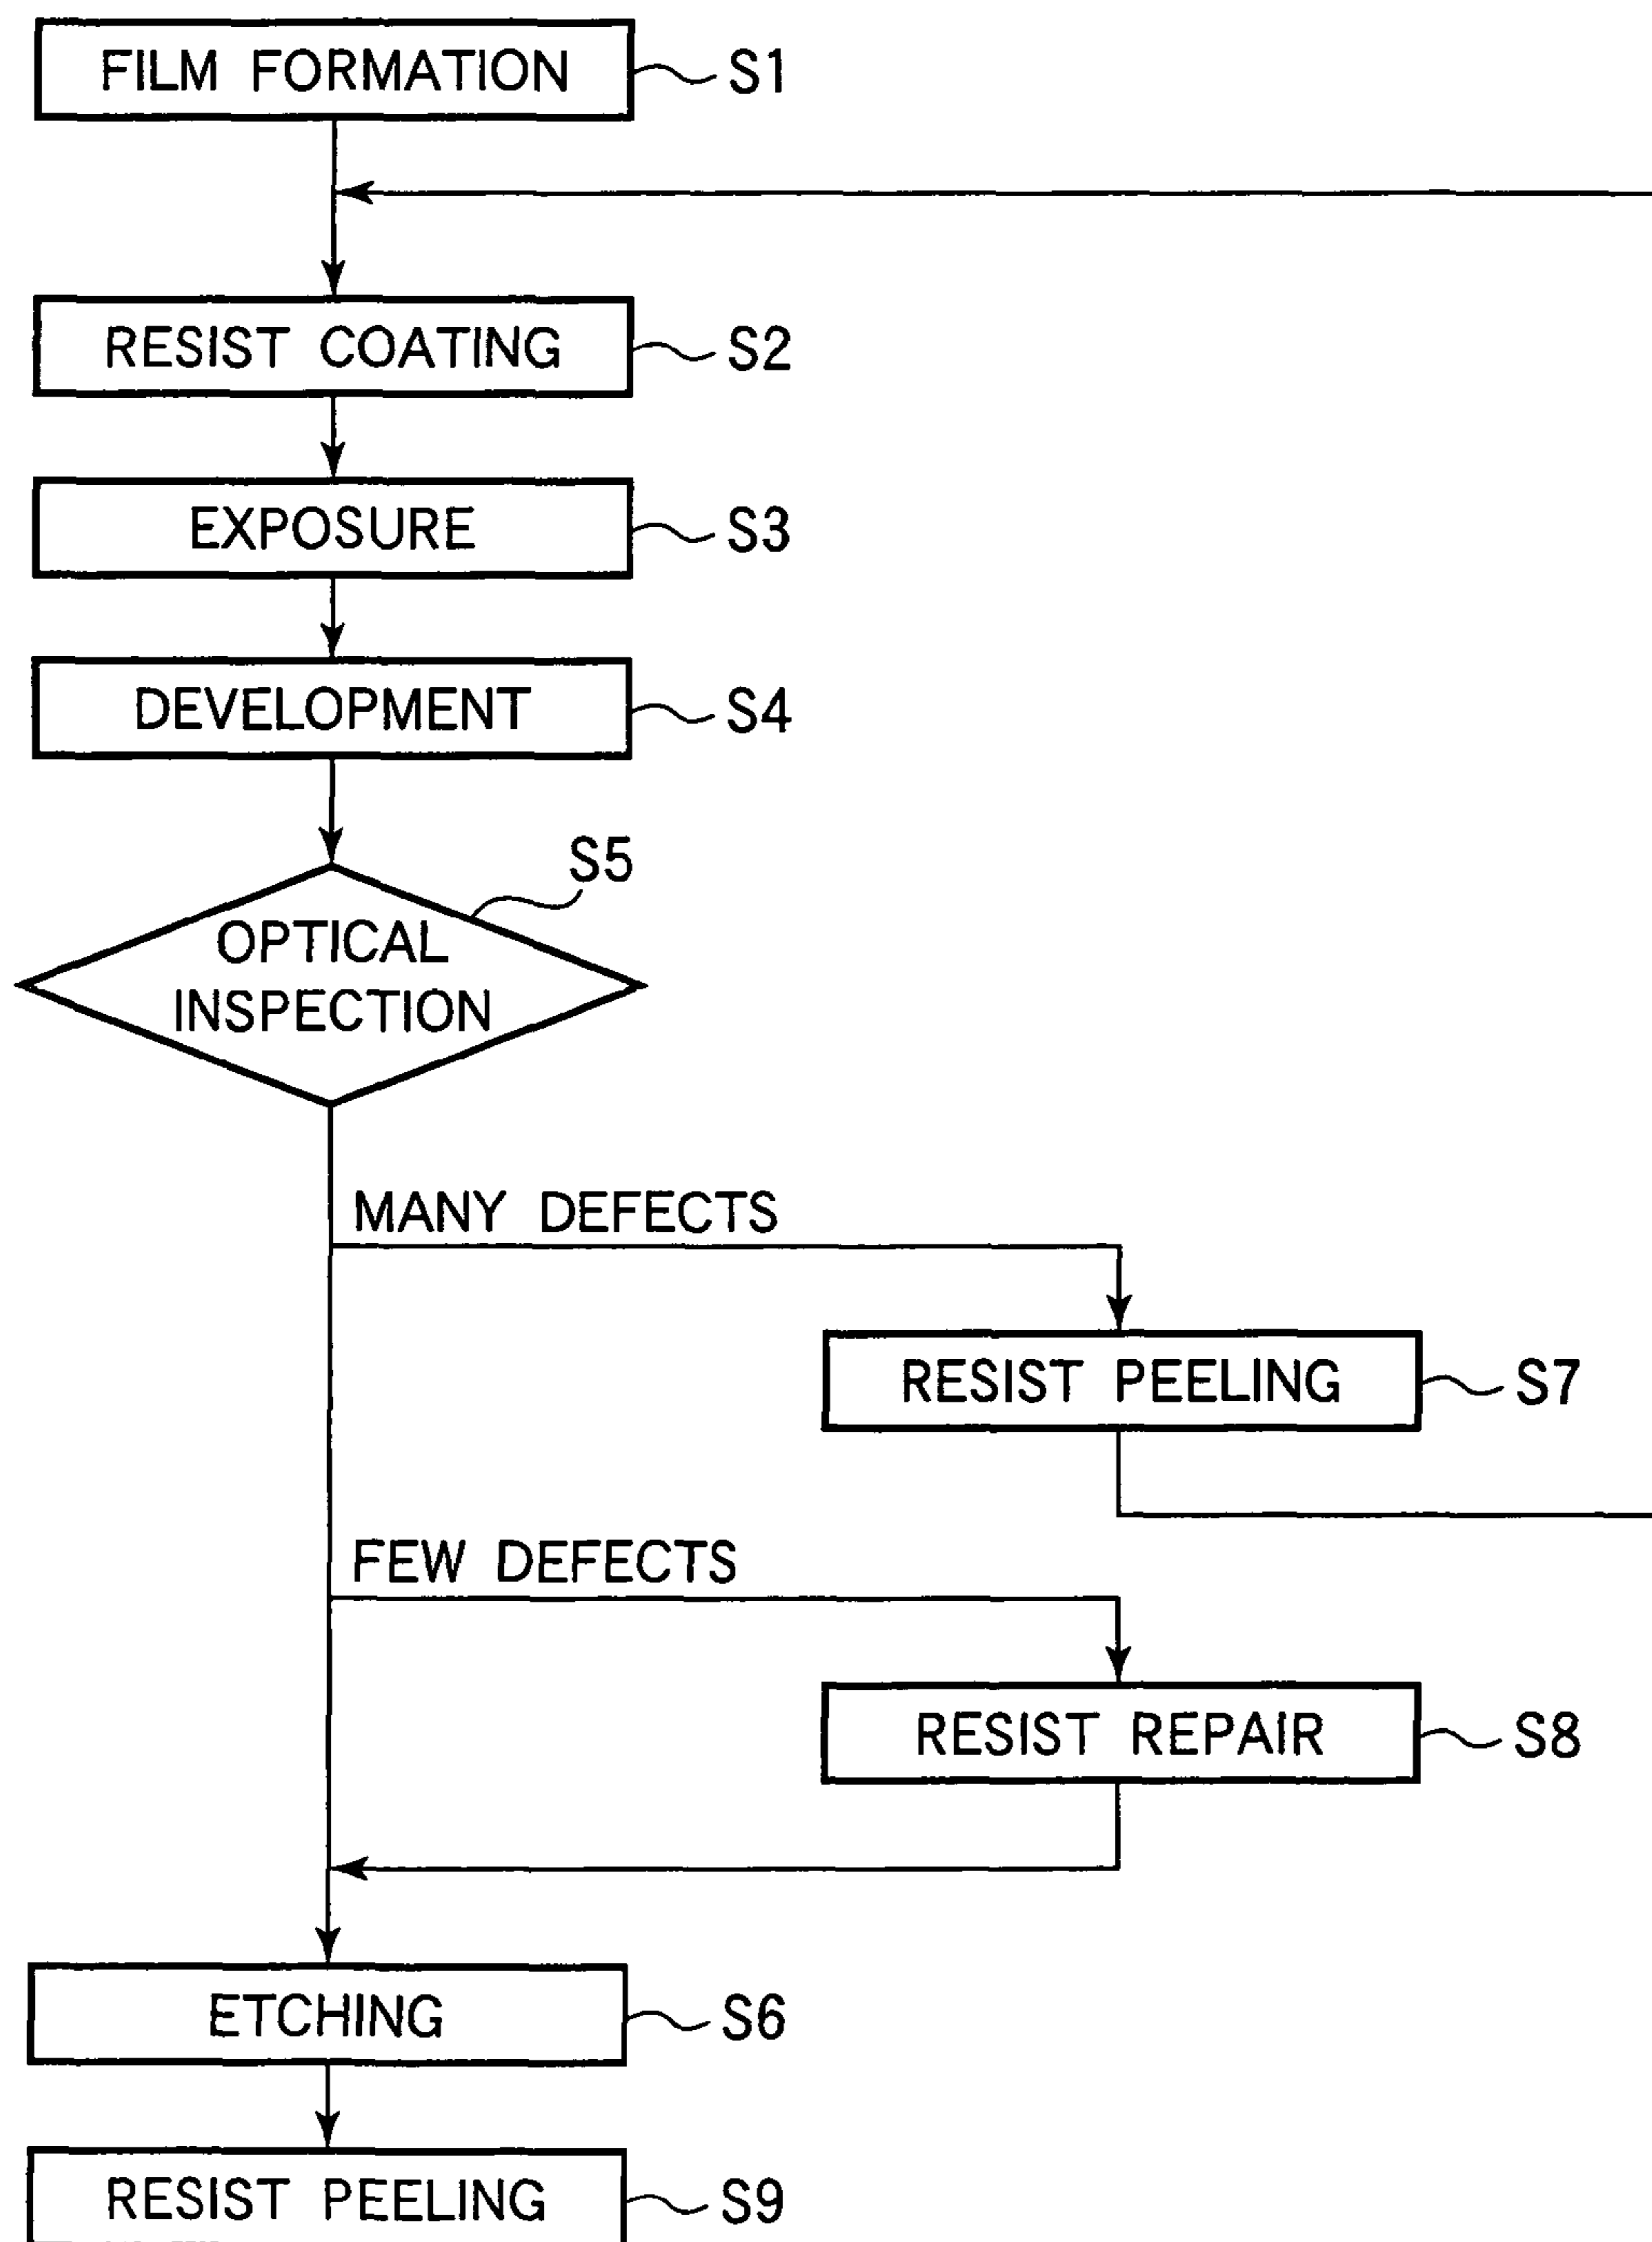 FILM FORMATION S1
RESIST COATING S2
EXPOSURE S3
DEVELOPMENT S4
S5
OPTICAL
INSPECTION
MANY DEFECTS
RESIST PEELING S7
FEW DEFECTS
RESIST REPAIR S8
ETCHING S6
RESIST PEELING S9